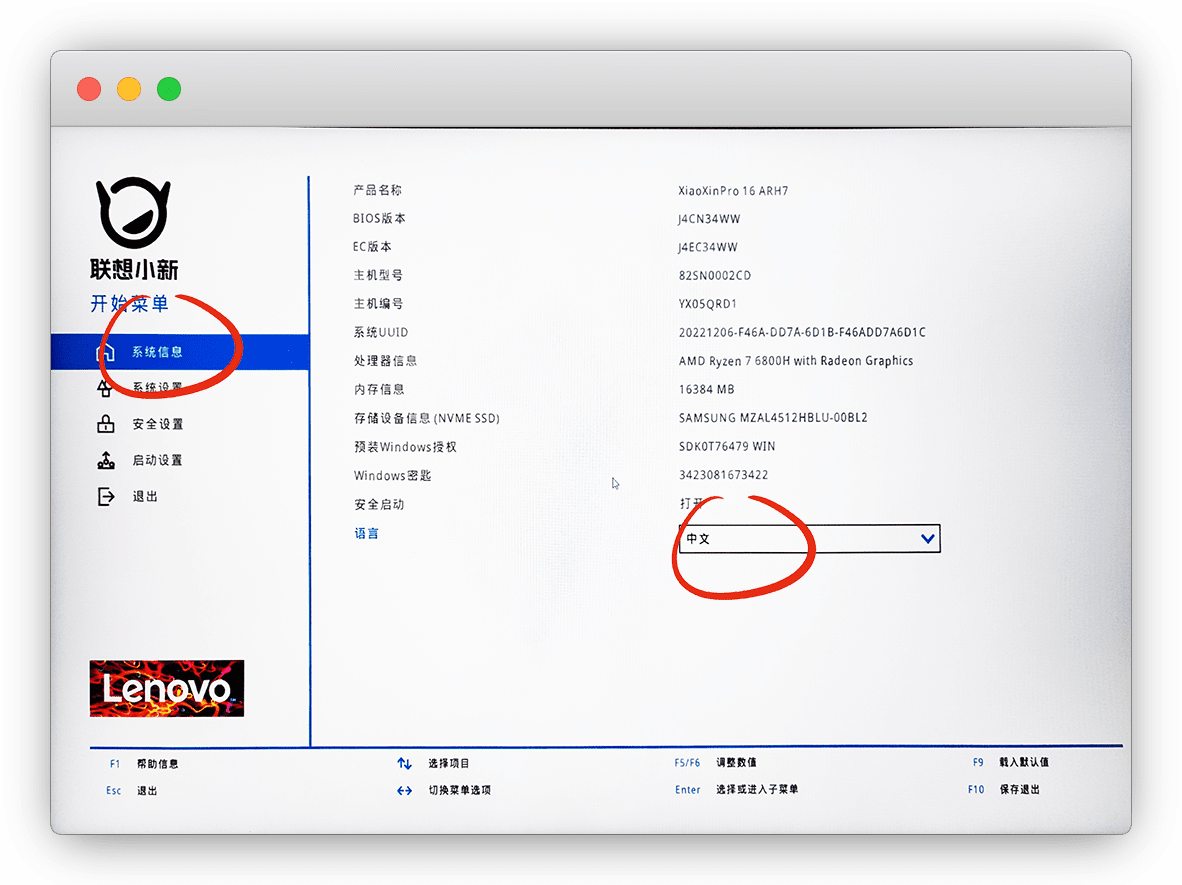 联想小新
开始菜单
系统信息
系统设置
安全设置
启动设置
退出
Lenovo
产品名称 XiaoXinPro 16 ARH7
BIOS版本 J4CN34WW
EC版本 J4EC34WW
主机型号 82SN0002CD
主机编号 YX05QRD1
系统UUID 20221206-F46A-DD7A-6D1B-F46ADD7A6D1C
处理器信息 AMD Ryzen 7 6800H with Radeon Graphics
内存信息 16384 MB
存储设备信息(NVME SSD) SAMSUNG MZAL4512HBLU-00BL2
预装Windows授权 SDK0T76479 WIN
Windows密匙 3423081673422
安全启动 打开
语言 中文
F1 帮助信息 选择项目 F5/F6 调整数值 F9 载入默认值
Esc 退出 切换菜单选项 Enter 选择或进入子菜单 F10 保存退出